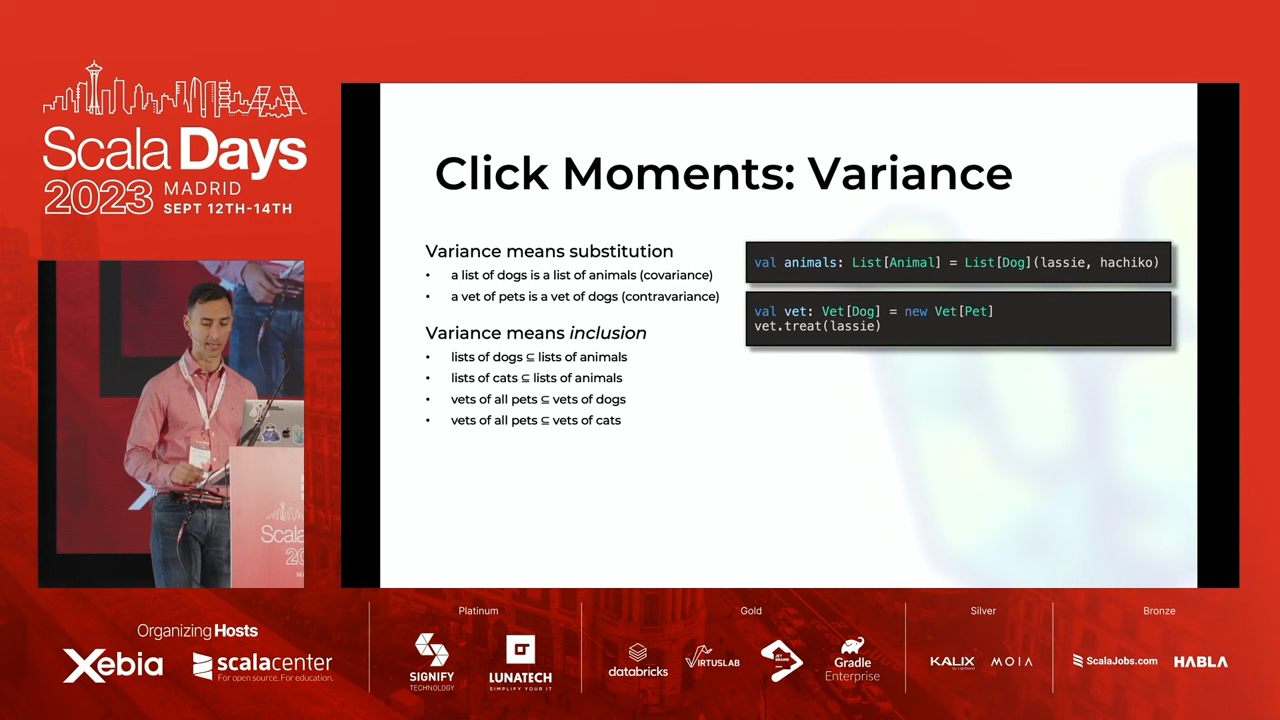 Scala Days
2023 MADRID
SEPT 12TH-14TH
Click Moments: Variance
Variance means substitution
• a list of dogs is a list of animals (covariance)
• a vet of pets is a vet of dogs (contravariance)
Variance means inclusion
• lists of dogs ⊆ lists of animals
• lists of cats ⊆ lists of animals
• vets of all pets ⊆ vets of dogs
• vets of all pets ⊆ vets of cats
val animals: List[Animal] = List[Dog](lassie, hachiko)
val vet: Vet[Dog] = new Vet[Pet]
vet.treat(lassie)
Scala
20
Organizing Hosts
Xebia
scalacenter
For open source. For education.
Platinum
SIGNIFY
TECHNOLOGY
LUNATECH
SIMPLIFY YOUR IT
Gold
databricks
VIRTUSLAB
JET
BRAINS
Gradle
Enterprise
Silver
KALIX
MOIA
Bronze
ScalaJobs.com
HABLA